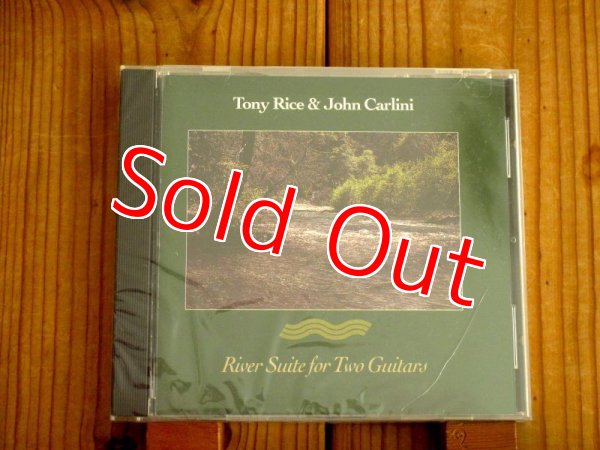 Tony Rice & John Carlini
Sold Out
River Suite for Two Guitars